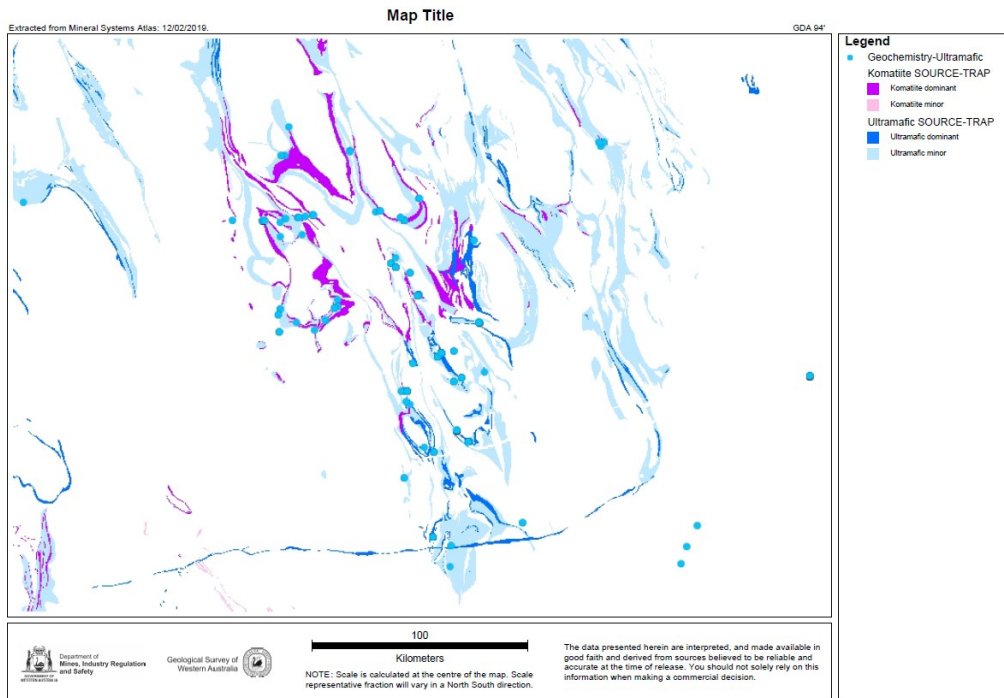 Map Title
Extracted from Mineral Systems Atlas: 12/02/2019.
GDA 94'
Legend
Geochemistry-Ultramafic
Komatiite SOURCE-TRAP
Komatiite dominant
Komatiite minor
Ultramafic SOURCE-TRAP
Ultramafic dominant
Ultramafic minor
Department of
Mines, Industry Regulation
and Safety
GOVERNMENT OF
WESTERN AUSTRALIA
Geological Survey of
Western Australia
100
Kilometers
NOTE: Scale is calculated at the centre of the map. Scale
representative fraction will vary in a North South direction.
The data presented herein are interpreted, and made available in
good faith and derived from sources believed to be reliable and
accurate at the time of release. You should not solely rely on this
information when making a commercial decision.